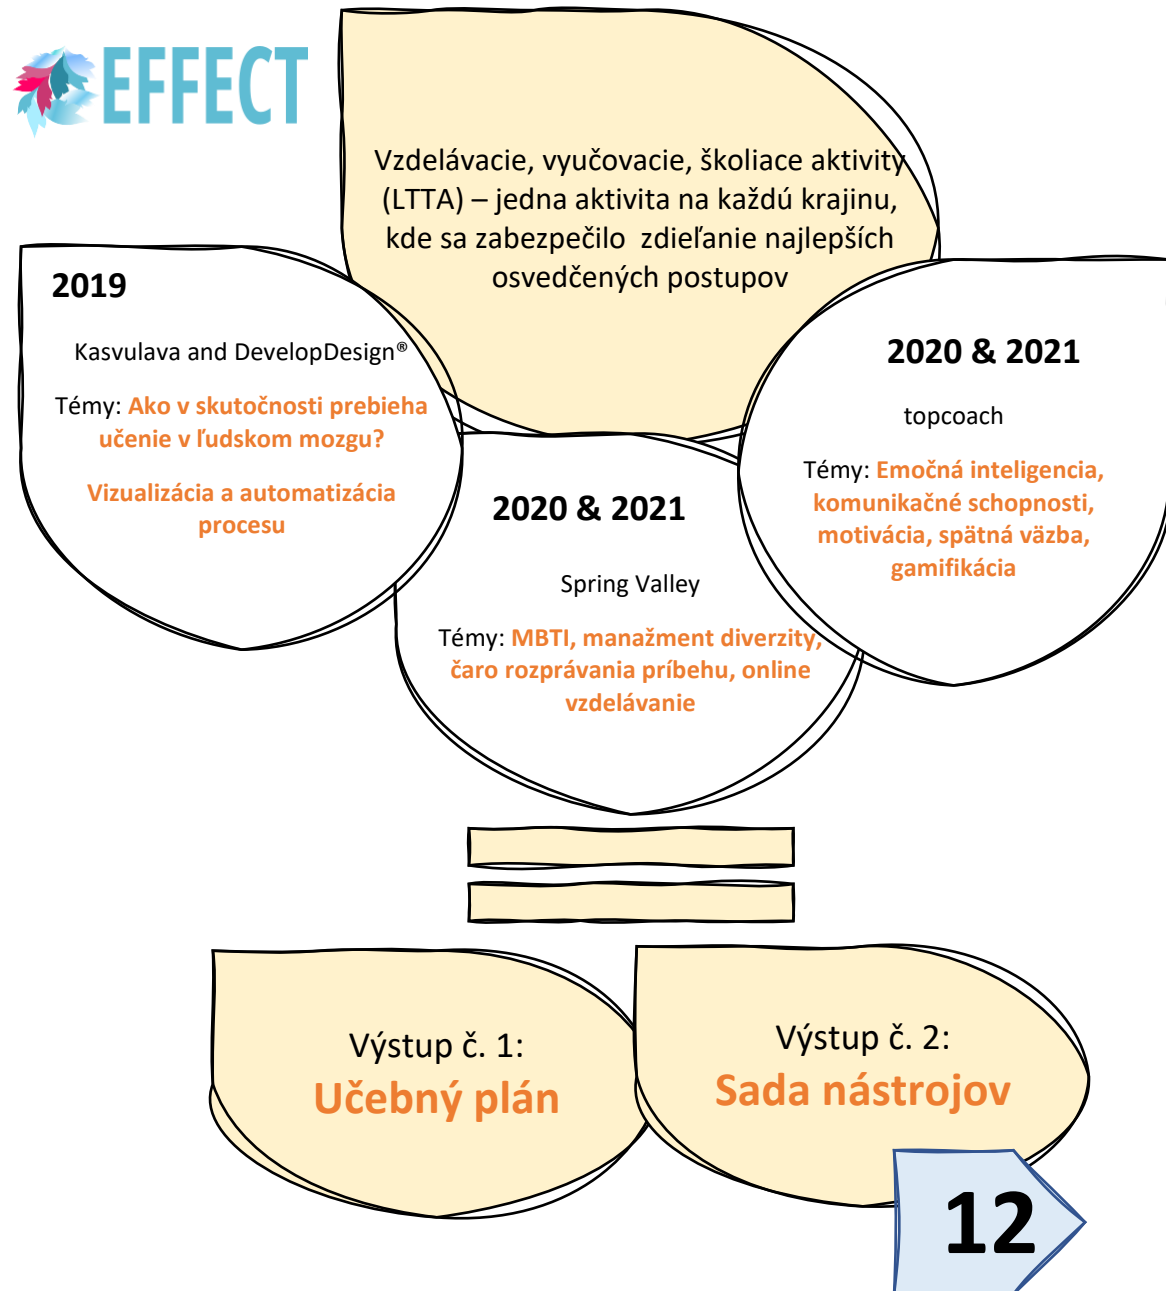 EFFECT
Vzdelávacie, vyučovacie, školiace aktivity
(LTTA) – jedna aktivita na každú krajinu,
kde sa zabezpečilo zdieľanie najlepších
osvedčených postupov
2019
Kasvulava and DevelopDesign®
Témy: Ako v skutočnosti prebieha
učenie v ľudskom mozgu?
Vizualizácia a automatizácia
procesu
2020 & 2021
Spring Valley
Témy: MBTI, manažment diverzity,
čaro rozprávania príbehu, online
vzdelávanie
2020 & 2021
topcoach
Témy: Emočná inteligencia,
komunikačné schopnosti,
motivácia, spätná väzba,
gamifikácia
Výstup č. 1:
Učebný plán
Výstup č. 2:
Sada nástrojov
12